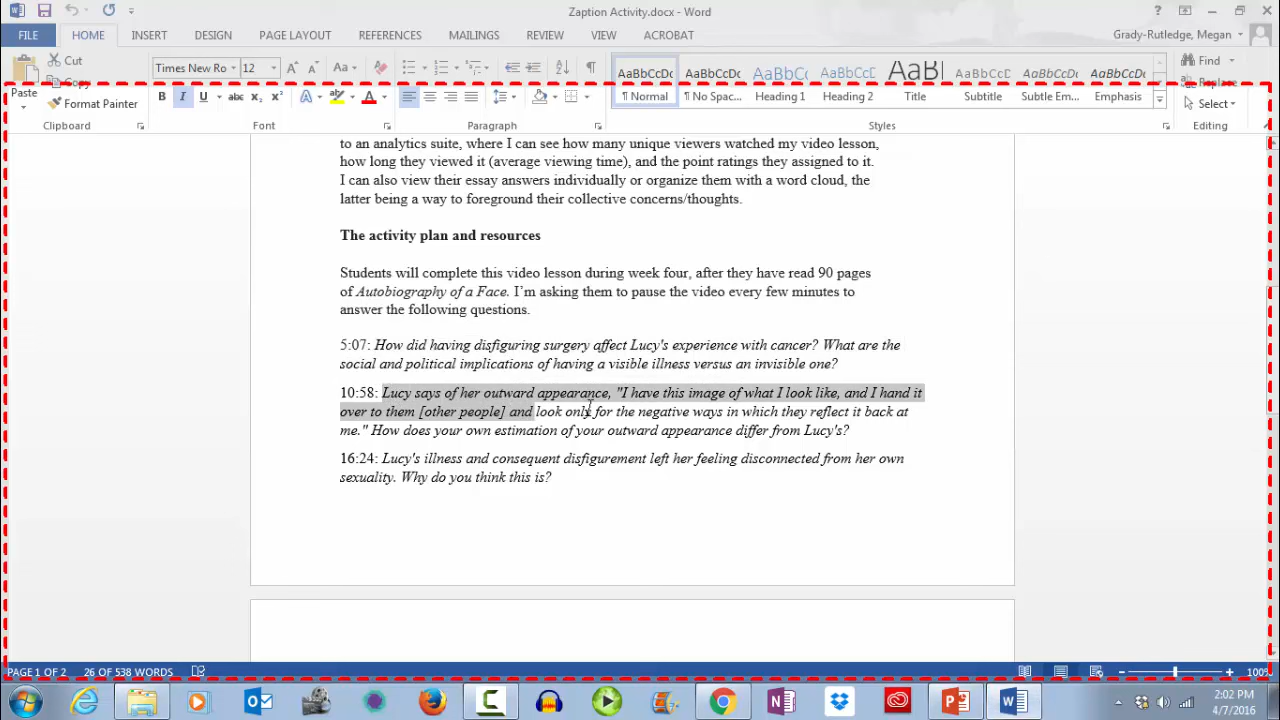 Zaption Activity.docx - Word
FILE HOME INSERT DESIGN PAGE LAYOUT REFERENCES MAILINGS REVIEW VIEW ACROBAT Grady-Rutledge, Megan
Cut
Copy
Paste
Format Painter
Times New Ro 12
AaBbCcDc AaBbCcDc AaBbCc AaBbCc AaB AaBbCcD AaBbCcDc AaBbCcDc
¶ Normal ¶ No Spac... Heading 1 Heading 2 Title Subtitle Subtle Em... Emphasis
Find
Replace
Select
Clipboard Font Paragraph Styles Editing
to an analytics suite, where I can see how many unique viewers watched my video lesson,
how long they viewed it (average viewing time), and the point ratings they assigned to it.
I can also view their essay answers individually or organize them with a word cloud, the
latter being a way to foreground their collective concerns/thoughts.
The activity plan and resources
Students will complete this video lesson during week four, after they have read 90 pages
of Autobiography of a Face. I'm asking them to pause the video every few minutes to
answer the following questions.
5:07: How did having disfiguring surgery affect Lucy's experience with cancer? What are the
social and political implications of having a visible illness versus an invisible one?
10:58: Lucy says of her outward appearance, "I have this image of what I look like, and I hand it
over to them [other people] and look only for the negative ways in which they reflect it back at
me." How does your own estimation of your outward appearance differ from Lucy's?
16:24: Lucy's illness and consequent disfigurement left her feeling disconnected from her own
sexuality. Why do you think this is?
PAGE 1 OF 2 26 OF 538 WORDS 100%
2:02 PM
4/7/2016